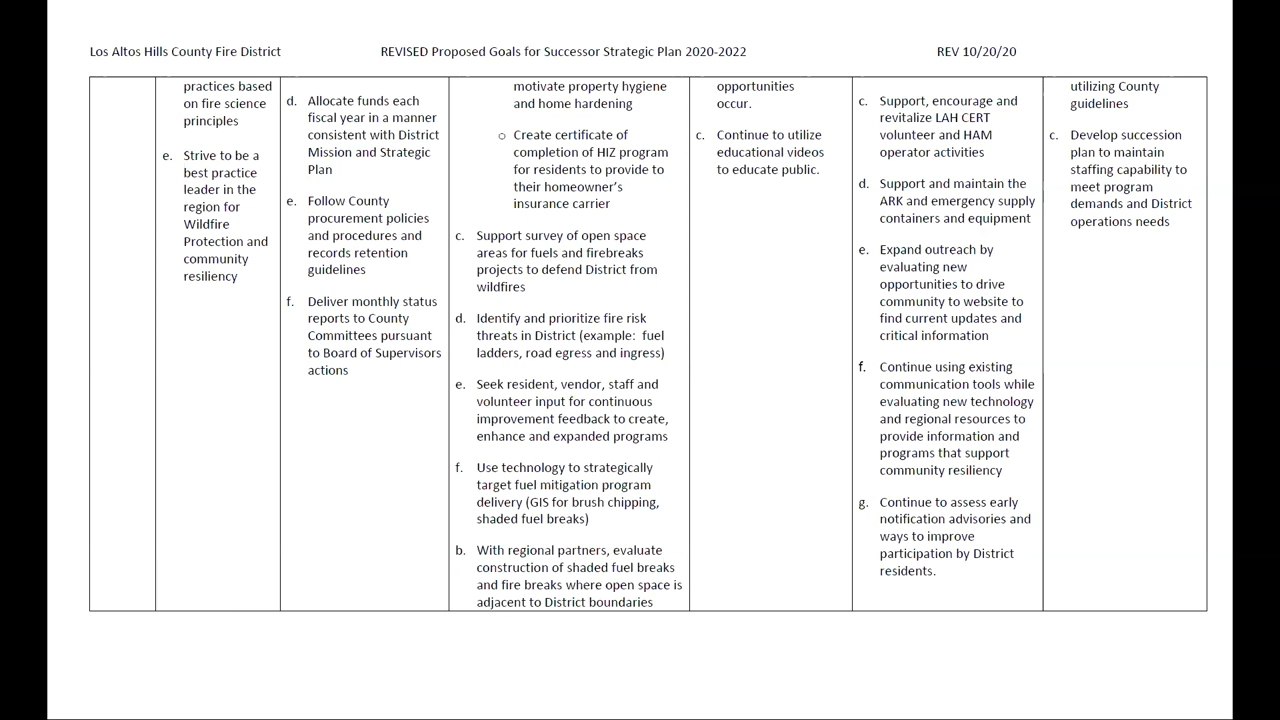 Los Altos Hills County Fire District
REVISED Proposed Goals for Successor Strategic Plan 2020-2022
REV 10/20/20
practices based
on fire science
principles
e. Strive to be a
best practice
leader in the
region for
Wildfire
Protection and
community
resiliency
d. Allocate funds each
fiscal year in a manner
consistent with District
Mission and Strategic
Plan
e. Follow County
procurement policies
and procedures and
records retention
guidelines
f. Deliver monthly status
reports to County
Committees pursuant
to Board of Supervisors
actions
motivate property hygiene
and home hardening
o Create certificate of
completion of HIZ program
for residents to provide to
their homeowner's
insurance carrier
c. Support survey of open space
areas for fuels and firebreaks
projects to defend District from
wildfires
d. Identify and prioritize fire risk
threats in District (example: fuel
ladders, road egress and ingress)
e. Seek resident, vendor, staff and
volunteer input for continuous
improvement feedback to create,
enhance and expanded programs
f. Use technology to strategically
target fuel mitigation program
delivery (GIS for brush chipping,
shaded fuel breaks)
b. With regional partners, evaluate
construction of shaded fuel breaks
and fire breaks where open space is
adjacent to District boundaries
opportunities
occur.
c. Continue to utilize
educational videos
to educate public.
c. Support, encourage and
revitalize LAH CERT
volunteer and HAM
operator activities
d. Support and maintain the
ARK and emergency supply
containers and equipment
e. Expand outreach by
evaluating new
opportunities to drive
community to website to
find current updates and
critical information
f. Continue using existing
communication tools while
evaluating new technology
and regional resources to
provide information and
programs that support
community resiliency
g. Continue to assess early
notification advisories and
ways to improve
participation by District
residents.
utilizing County
guidelines
c. Develop succession
plan to maintain
staffing capability to
meet program
demands and District
operations needs